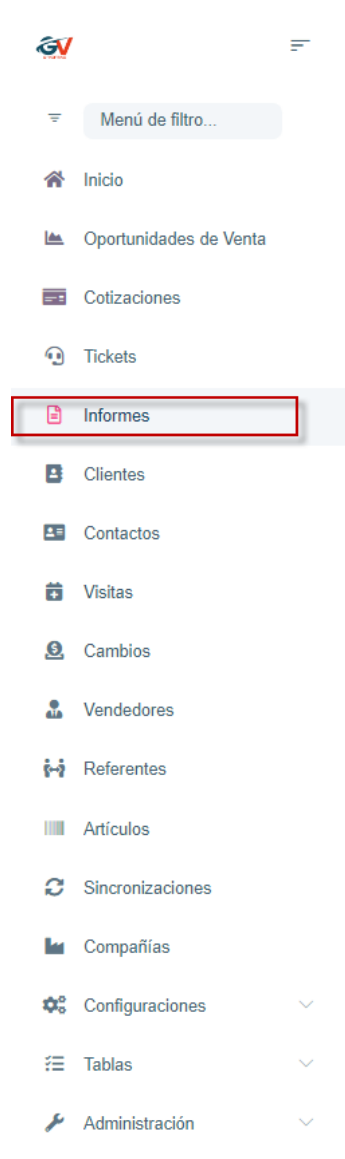 GV
Menú de filtro...
Inicio
Oportunidades de Venta
Cotizaciones
Tickets
Informes
Clientes
Contactos
Visitas
Cambios
Vendedores
Referentes
Artículos
Sincronizaciones
Compañías
Configuraciones
Tablas
Administración